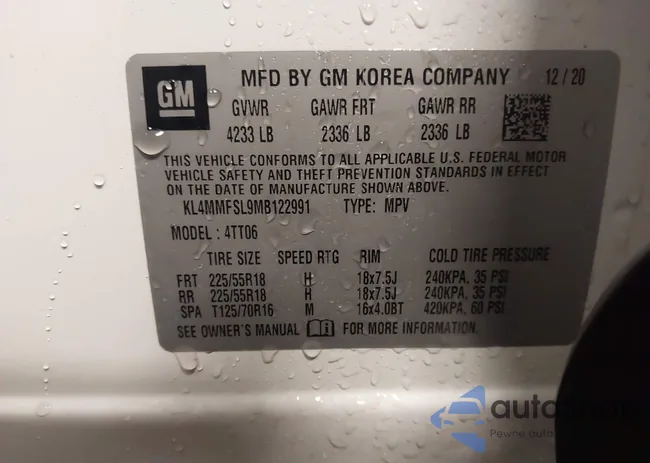 GM
MFD BY GM KOREA COMPANY 12/20
GVWR GAWR FRT GAWR RR
4233 LB 2336 LB 2336 LB
THIS VEHICLE CONFORMS TO ALL APPLICABLE U.S. FEDERAL MOTOR
VEHICLE SAFETY AND THEFT PREVENTION STANDARDS IN EFFECT
ON THE DATE OF MANUFACTURE SHOWN ABOVE.
KL4MMFSL9MB122991 TYPE: MPV
MODEL: 4TT06
TIRE SIZE SPEED RTG RIM COLD TIRE PRESSURE
FRT 225/55R18 H 18x7.5J 240KPA, 35 PSI
RR 225/55R18 H 18x7.5J 240KPA, 35 PSI
SPA T125/70R16 M 16x4.0BT 420KPA, 60 PSI
SEE OWNER'S MANUAL FOR MORE INFORMATION.
Pewne auto